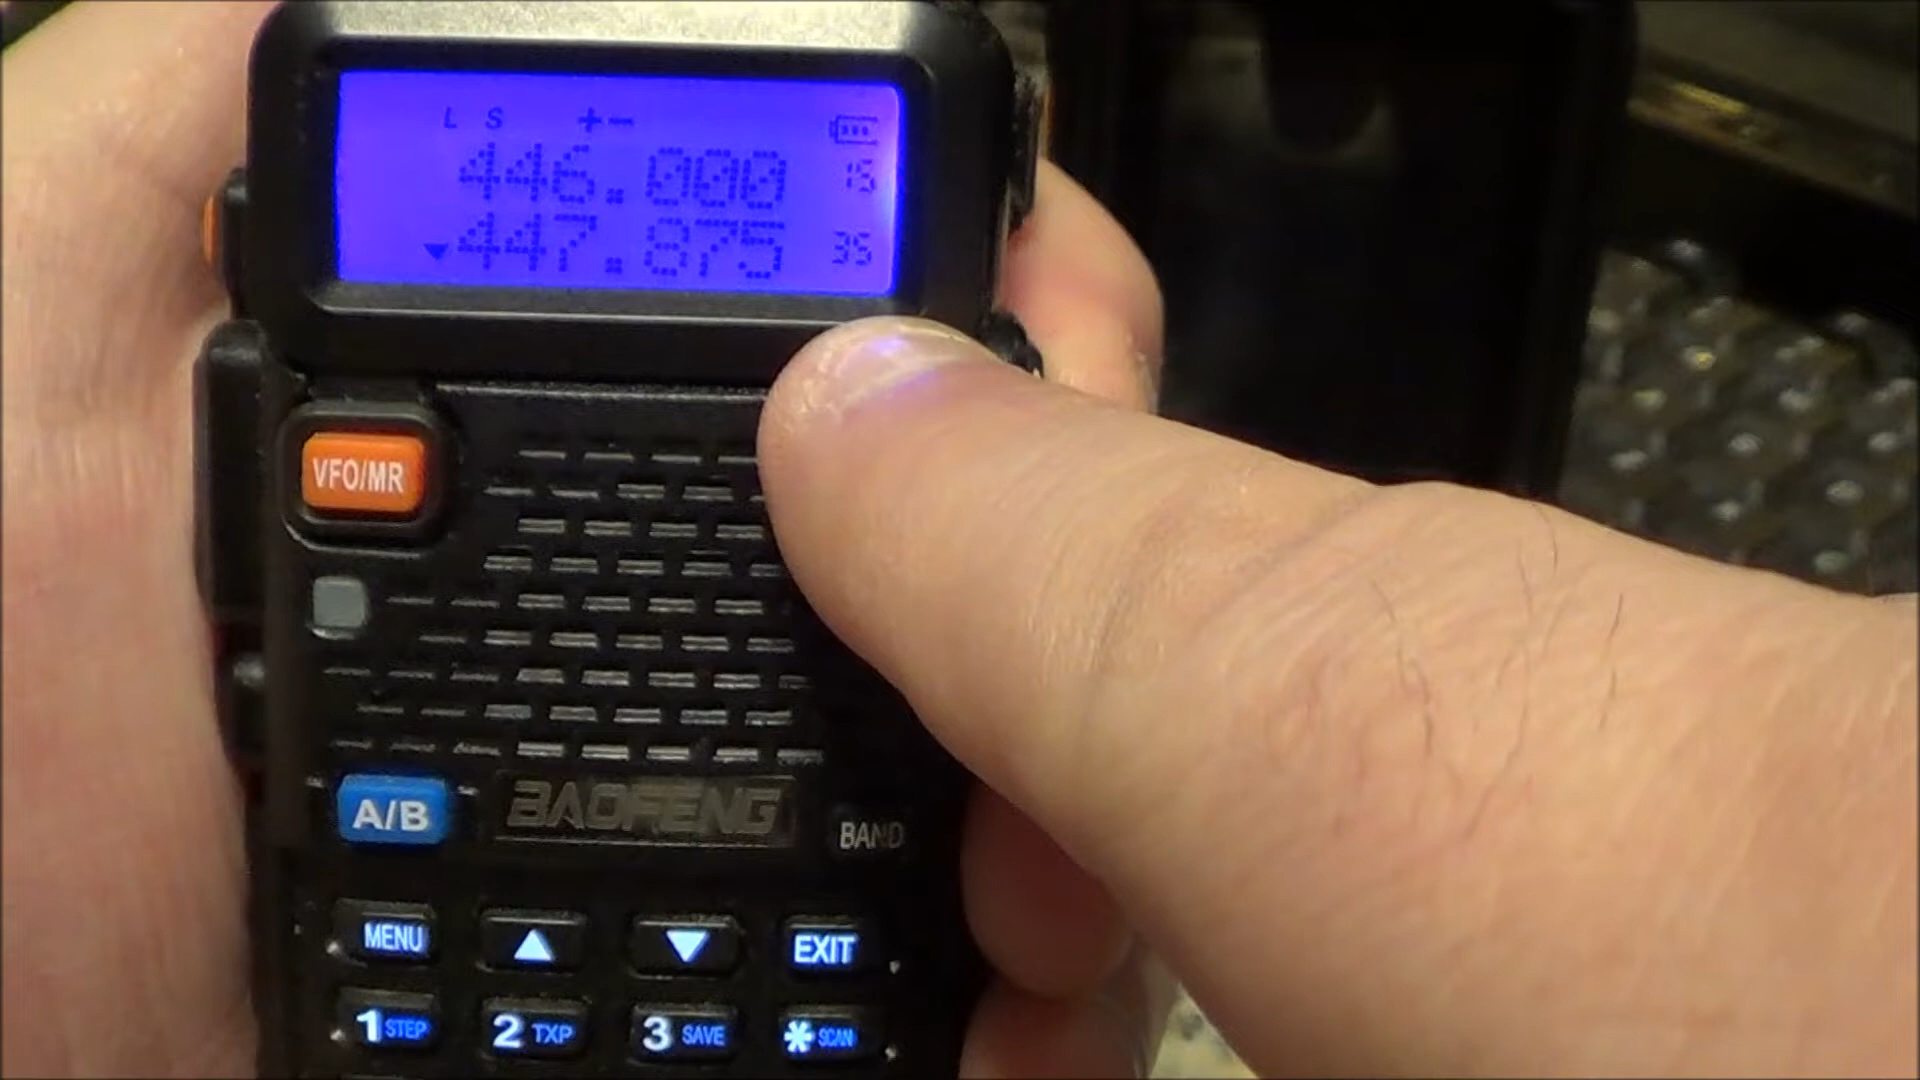 L S +-
446.000 15
447.875 35
VFO/MR
A/B BAOFENG BAND
MENU ▲ ▼ EXIT
1 STEP 2 TXP 3 SAVE * SCAN